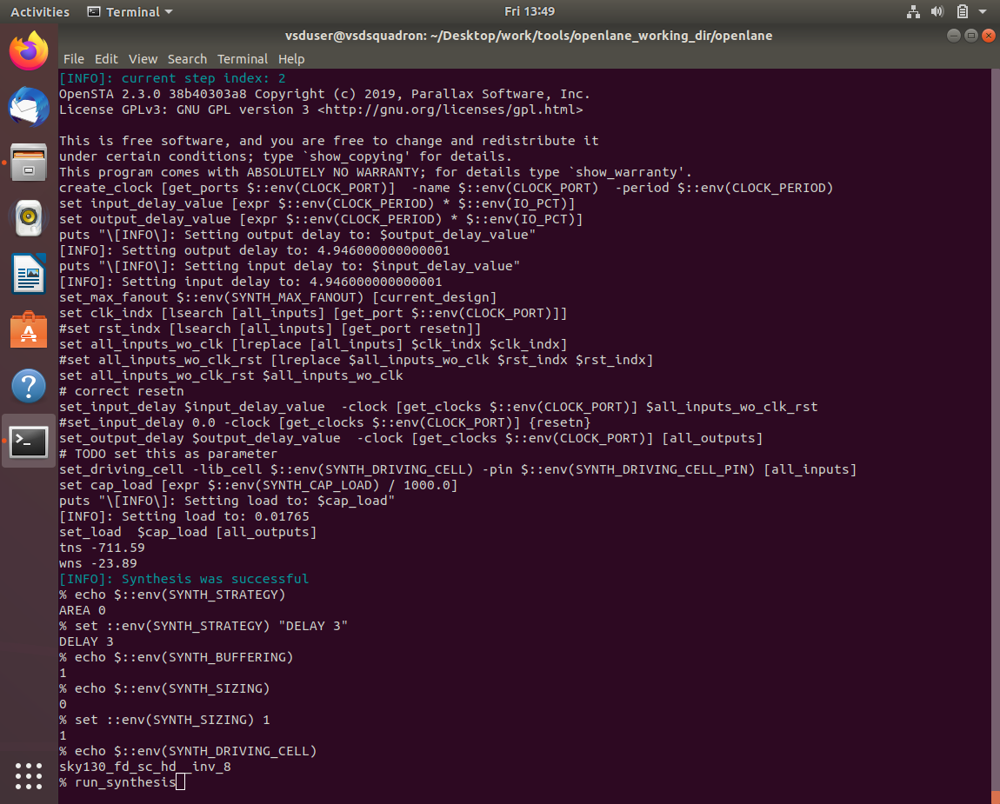 Activities Terminal Fri 13:49
vsduser@vsdsquadron: ~/Desktop/work/tools/openlane_working_dir/openlane
File Edit View Search Terminal Help
[INFO]: current step index: 2
OpenSTA 2.3.0 38b40303a8 Copyright (c) 2019, Parallax Software, Inc.
License GPLv3: GNU GPL version 3 <http://gnu.org/licenses/gpl.html>

This is free software, and you are free to change and redistribute it
under certain conditions; type `show_copying' for details.
This program comes with ABSOLUTELY NO WARRANTY; for details type `show_warranty'.
create_clock [get_ports $::env(CLOCK_PORT)]  -name $::env(CLOCK_PORT)  -period $::env(CLOCK_PERIOD)
set input_delay_value [expr $::env(CLOCK_PERIOD) * $::env(IO_PCT)]
set output_delay_value [expr $::env(CLOCK_PERIOD) * $::env(IO_PCT)]
puts "\[INFO\]: Setting output delay to: $output_delay_value"
[INFO]: Setting output delay to: 4.946000000000001
puts "\[INFO\]: Setting input delay to: $input_delay_value"
[INFO]: Setting input delay to: 4.946000000000001
set_max_fanout $::env(SYNTH_MAX_FANOUT) [current_design]
set clk_indx [lsearch [all_inputs] [get_port $::env(CLOCK_PORT)]]
#set rst_indx [lsearch [all_inputs] [get_port resetn]]
set all_inputs_wo_clk [lreplace [all_inputs] $clk_indx $clk_indx]
#set all_inputs_wo_clk_rst [lreplace $all_inputs_wo_clk $rst_indx $rst_indx]
set all_inputs_wo_clk_rst $all_inputs_wo_clk
# correct resetn
set_input_delay $input_delay_value  -clock [get_clocks $::env(CLOCK_PORT)] $all_inputs_wo_clk_rst
#set_input_delay 0.0 -clock [get_clocks $::env(CLOCK_PORT)] {resetn}
set_output_delay $output_delay_value  -clock [get_clocks $::env(CLOCK_PORT)] [all_outputs]
# TODO set this as parameter
set_driving_cell -lib_cell $::env(SYNTH_DRIVING_CELL) -pin $::env(SYNTH_DRIVING_CELL_PIN) [all_inputs]
set cap_load [expr $::env(SYNTH_CAP_LOAD) / 1000.0]
puts "\[INFO\]: Setting load to: $cap_load"
[INFO]: Setting load to: 0.01765
set_load  $cap_load [all_outputs]
tns -711.59
wns -23.89
[INFO]: Synthesis was successful
% echo $::env(SYNTH_STRATEGY)
AREA 0
% set ::env(SYNTH_STRATEGY) "DELAY 3"
DELAY 3
% echo $::env(SYNTH_BUFFERING)
1
% echo $::env(SYNTH_SIZING)
0
% set ::env(SYNTH_SIZING) 1
1
% echo $::env(SYNTH_DRIVING_CELL)
sky130_fd_sc_hd__inv_8
% run_synthesis